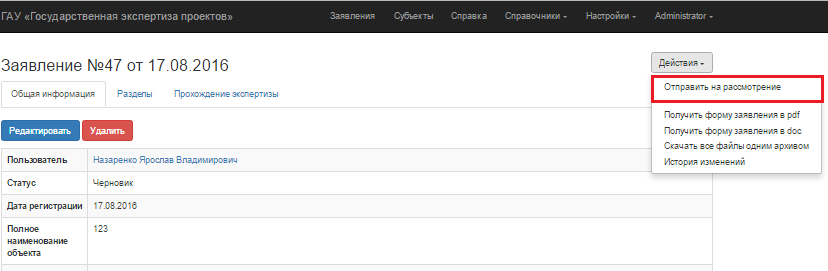 ГАУ «Государственная экспертиза проектов» Заявления Субъекты Справка Справочники Настройки Administrator
Заявление №47 от 17.08.2016
Действия
Отправить на рассмотрение
Получить форму заявления в pdf
Получить форму заявления в doc
Скачать все файлы одним архивом
История изменений
Общая информация Разделы Прохождение экспертизы
Редактировать Удалить
Пользователь Назаренко Ярослав Владимирович
Статус Черновик
Дата регистрации 17.08.2016
Полное 123
наименование
объекта